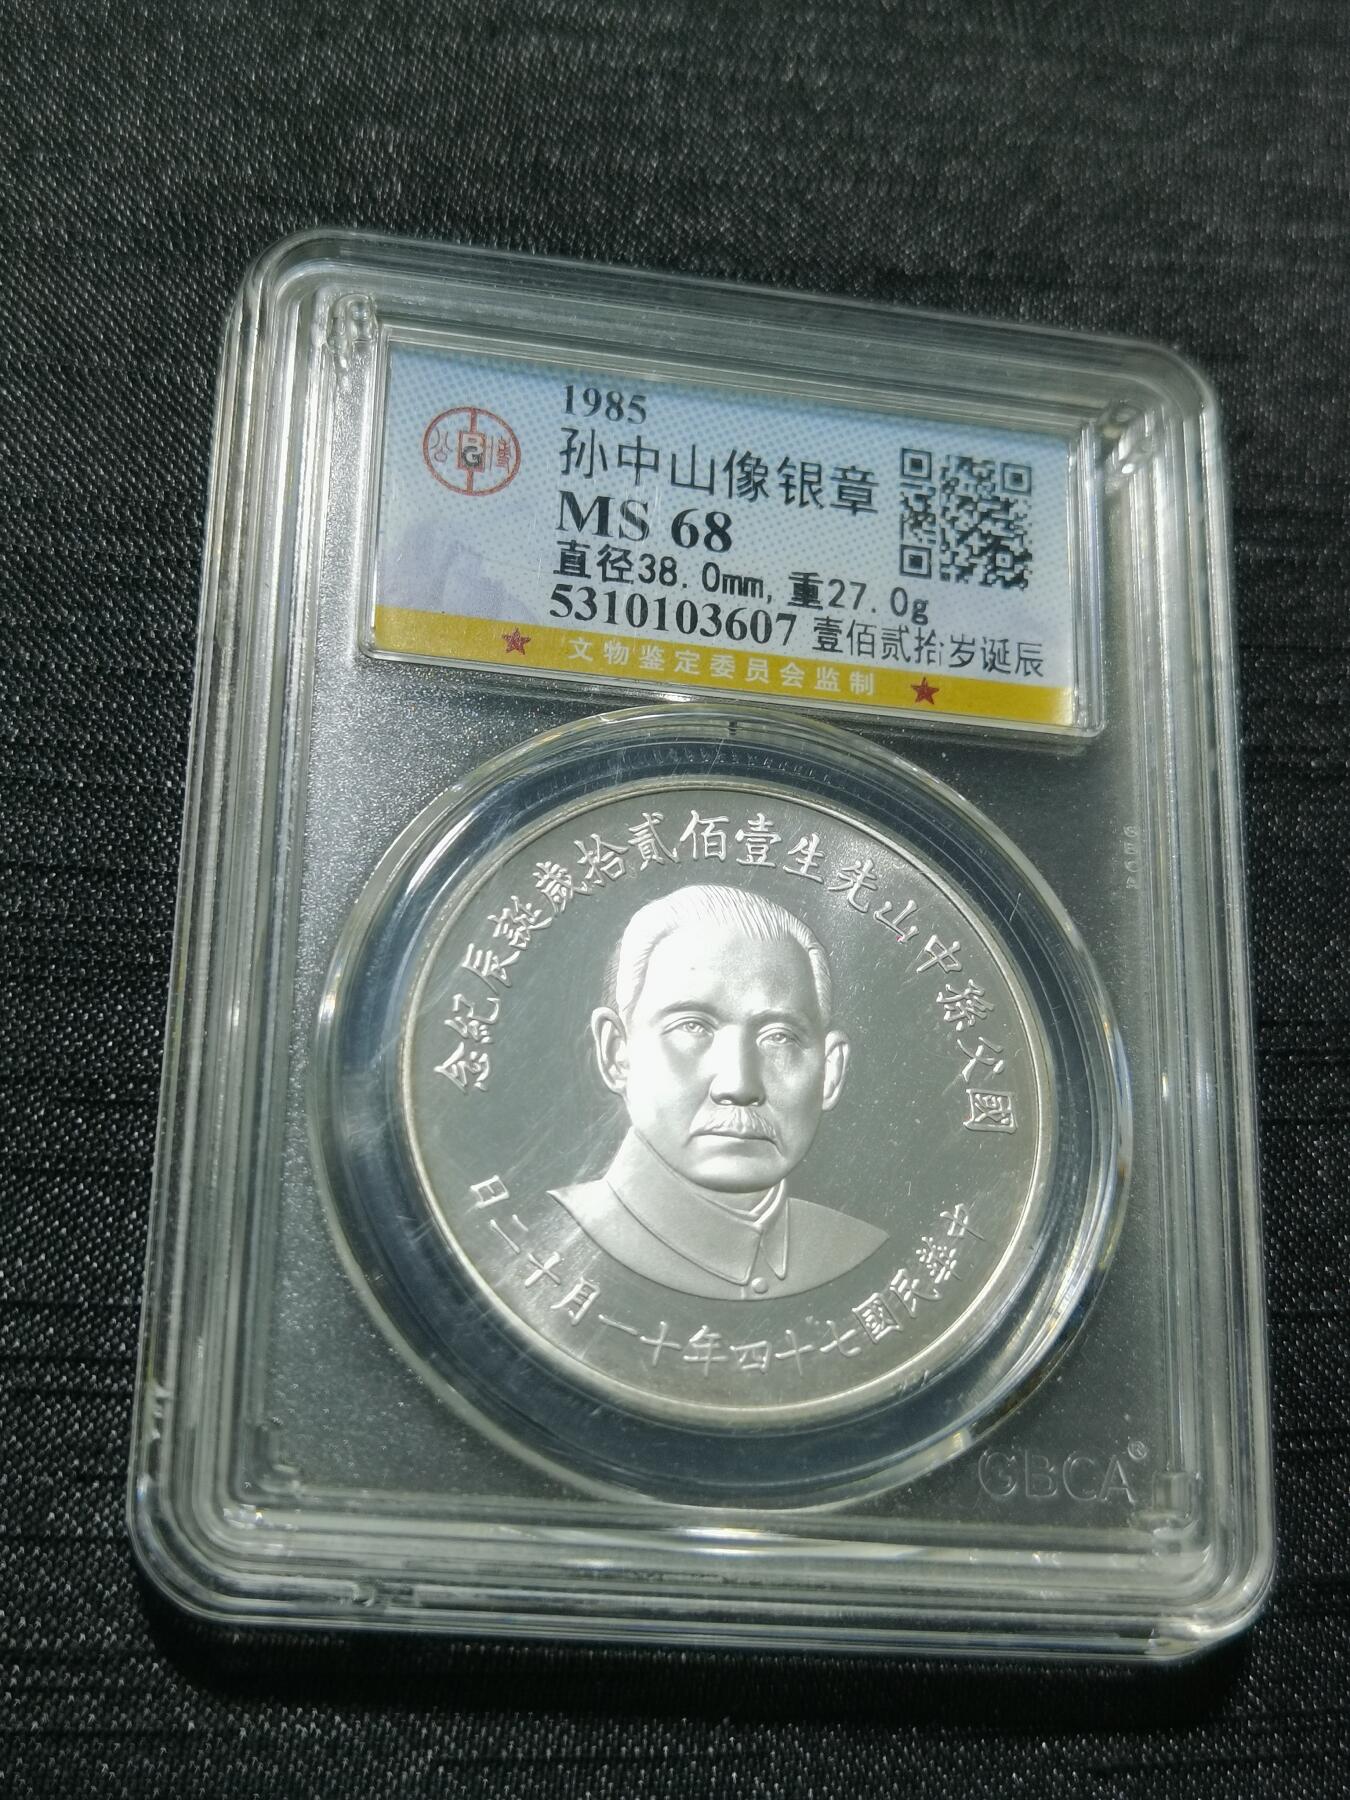 1985
孙中山像银章
MS 68
直径38.0mm,重27.0g
5310103607 壹佰贰拾岁诞辰
文物鉴定委员会监制
國父孫中山先生壹佰貳拾歲誕辰紀念
中華民國七十四年十一月十二日
GBCA®